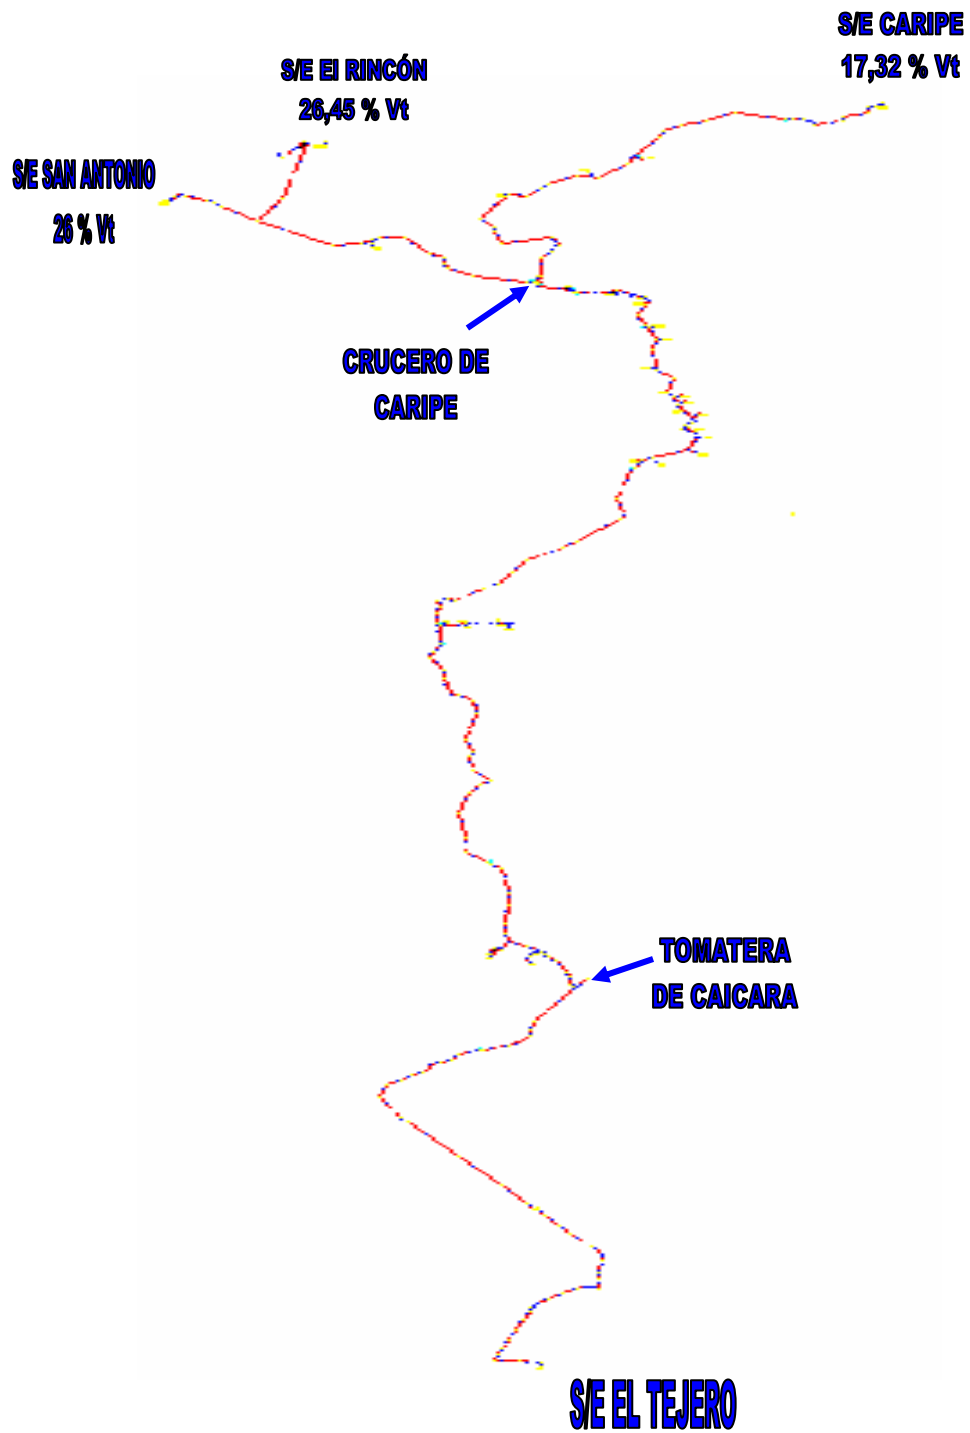 S/E CARIPE
17,32 % Vt
S/E El RINCÓN
26,45 % Vt
S/E SAN ANTONIO
26 % Vt
CRUCERO DE
CARIPE
TOMATERA
DE CAICARA
S/E EL TEJERO